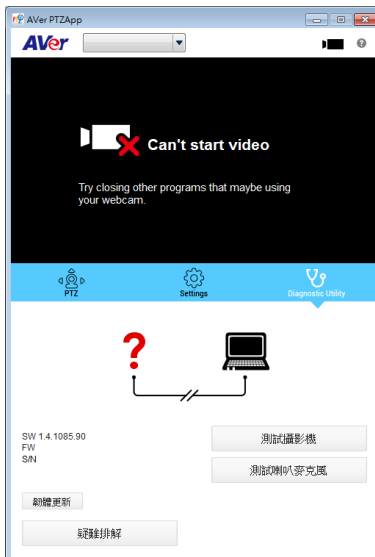 AVer PTZApp
AVer
Can't start video
Try closing other programs that maybe using
your webcam.
PTZ
Settings
Diagnostic Utility
?
SW 1.4.1085.90
FW
S/N
測試攝影機
測試喇叭麥克風
韌體更新
疑難排解